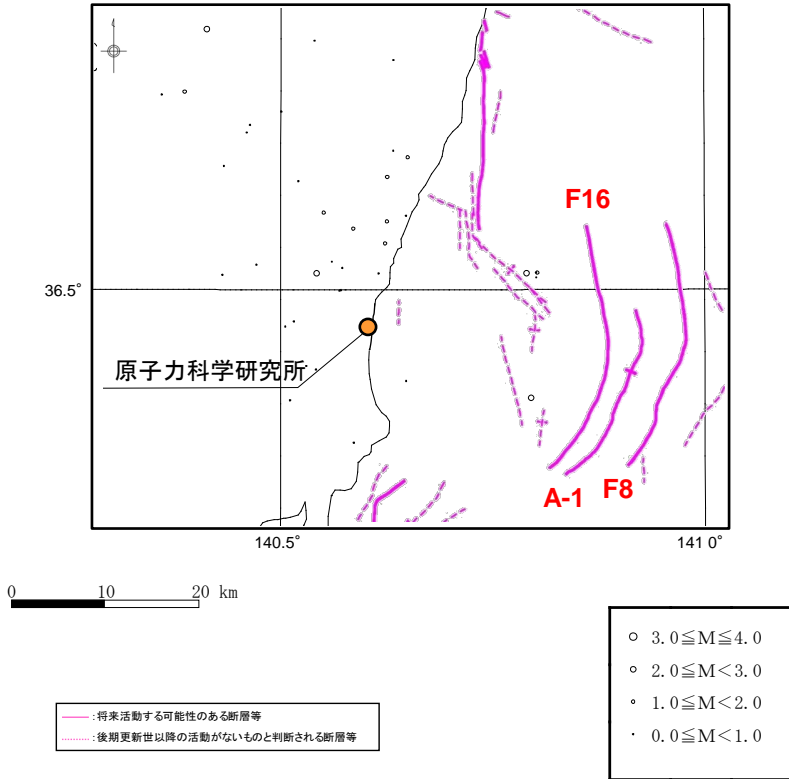 F16
36.5°
原子力科学研究所
A-1
F8
140.5°
141 0°
0 10 20 km
3.0≦M≦4.0
2.0≦M<3.0
1.0≦M<2.0
0.0≦M<1.0
:将来活動する可能性のある断層等
:後期更新世以降の活動がないものと判断される断層等